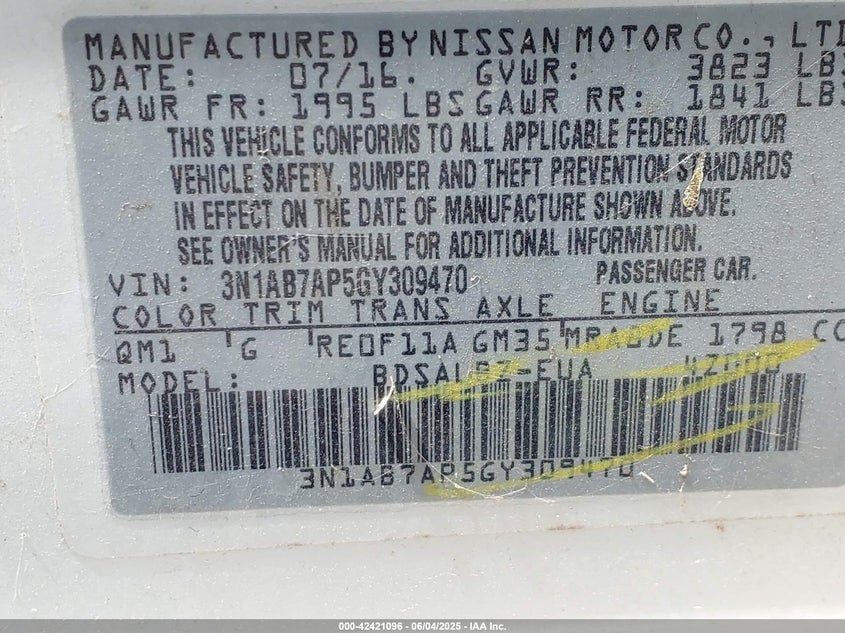 MANUFACTURED BY NISSAN MOTOR CO., LTD
DATE: 07/16. GVWR: 3823 LBS
GAWR FR: 1995 LBS GAWR RR: 1841 LBS
THIS VEHICLE CONFORMS TO ALL APPLICABLE FEDERAL MOTOR
VEHICLE SAFETY, BUMPER AND THEFT PREVENTION STANDARDS
IN EFFECT ON THE DATE OF MANUFACTURE SHOWN ABOVE.
SEE OWNER'S MANUAL FOR ADDITIONAL INFORMATION.
VIN: 3N1AB7AP5GY309470 PASSENGER CAR.
COLOR TRIM TRANS AXLE ENGINE
QM1 G RE0F11A GM35 MRA8DE 1798 CC
MODEL:
3N1AB7AP5GY309470
000-42421096 | 06/04/2025 - IAA Inc.